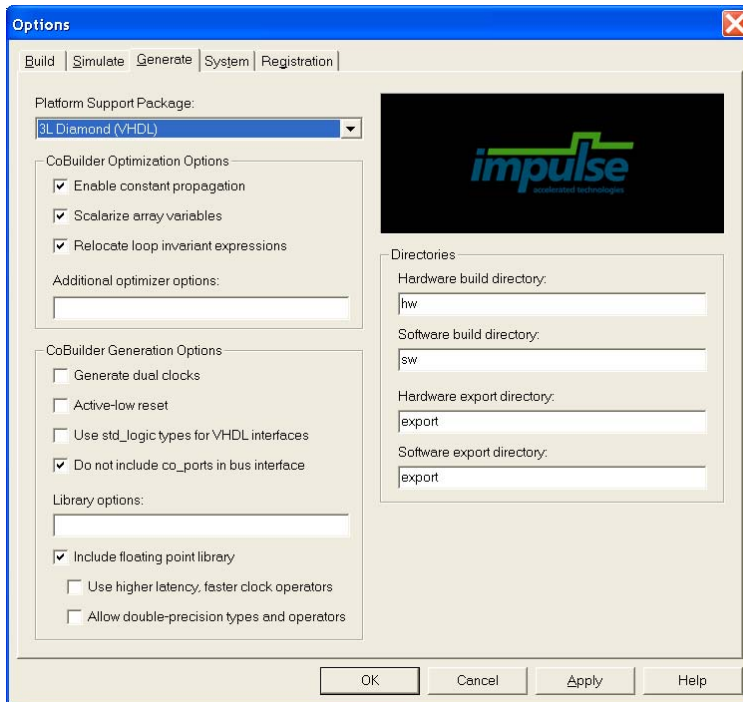 Options
Build
Simulate
Generate
System
Registration
Platform Support Package:
3L Diamond (VHDL)
CoBuilder Optimization Options
Enable constant propagation
Scalarize array variables
Relocate loop invariant expressions
Additional optimizer options:
CoBuilder Generation Options
Generate dual clocks
Active-low reset
Use std_logic types for VHDL interfaces
Do not include co_ports in bus interface
Library options:
Include floating point library
Use higher latency, faster clock operators
Allow double-precision types and operators
impulse
accelerated technologies
Directories
Hardware build directory:
hw
Software build directory:
sw
Hardware export directory:
export
Software export directory:
export
OK
Cancel
Apply
Help